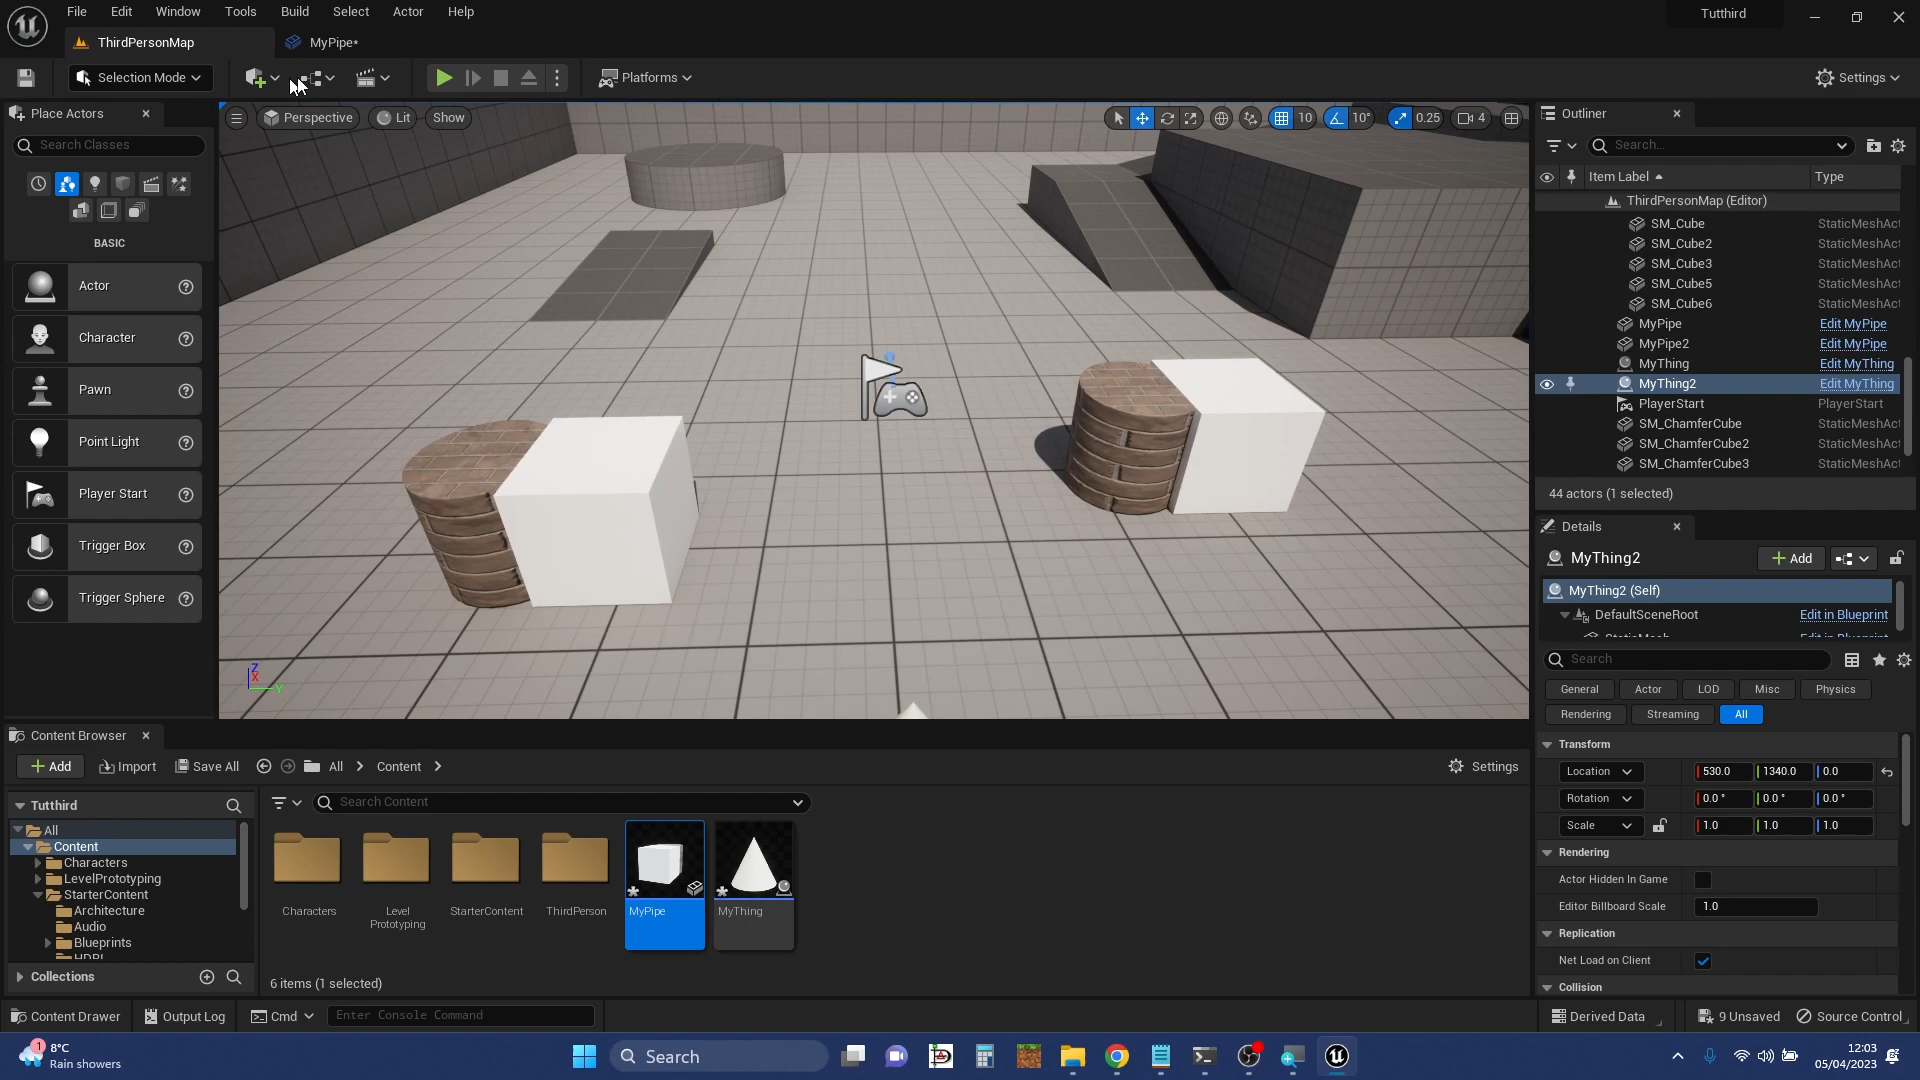 File Edit Window Tools Build Select Actor Help
Tutthird
ThirdPersonMap
MyPipe*
Selection Mode
Platforms
Settings
Place Actors
Search Classes
BASIC
Actor
Character
Pawn
Point Light
Player Start
Trigger Box
Trigger Sphere
Perspective
Lit
Show
10
10°
0.25
4
Z
X
Y
Outliner
Search...
Item Label
Type
ThirdPersonMap (Editor)
SM_Cube StaticMeshAct
SM_Cube2 StaticMeshAct
SM_Cube3 StaticMeshAct
SM_Cube5 StaticMeshAct
SM_Cube6 StaticMeshAct
MyPipe Edit MyPipe
MyPipe2 Edit MyPipe
MyThing Edit MyThing
MyThing2 Edit MyThing
PlayerStart PlayerStart
SM_ChamferCube StaticMeshAct
SM_ChamferCube2 StaticMeshAct
SM_ChamferCube3 StaticMeshAct
44 actors (1 selected)
Details
MyThing2
Add
MyThing2 (Self)
DefaultSceneRoot Edit in Blueprint
StaticMesh Edit in Blueprint
Search
General Actor LOD Misc Physics
Rendering Streaming All
Transform
Location 530.0 1340.0 0.0
Rotation 0.0 ° 0.0 ° 0.0 °
Scale 1.0 1.0 1.0
Rendering
Actor Hidden In Game
Editor Billboard Scale 1.0
Replication
Net Load on Client
Collision
Content Browser
Add
Import
Save All
All
Content
Settings
Tutthird
All
Content
Characters
LevelPrototyping
StarterContent
Architecture
Audio
Blueprints
HDRI
Collections
Search Content
Characters
Level
Prototyping
StarterContent
ThirdPerson
MyPipe
MyThing
6 items (1 selected)
Content Drawer
Output Log
Cmd
Enter Console Command
Derived Data
9 Unsaved
Source Control
1
8°C
Rain showers
Search
12:03
05/04/2023